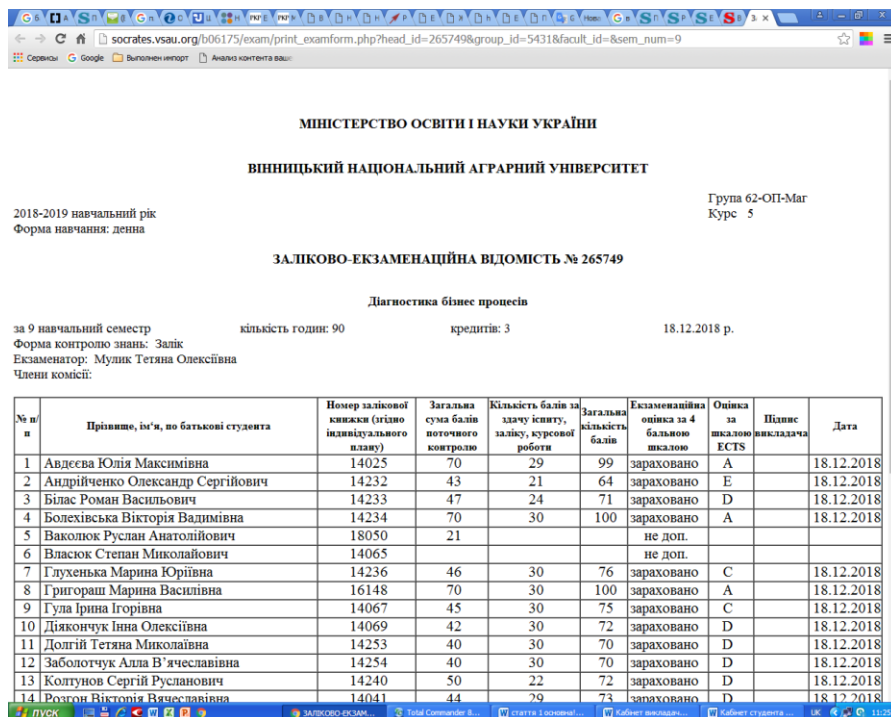 socrates.vsau.org/b06175/exam/print_examform.php?head_id=265749&group_id=5431&facult_id=&sem_num=9
Сервисы Google Выполнен импорт Анализ контента ваш
МІНІСТЕРСТВО ОСВІТИ І НАУКИ УКРАЇНИ
ВІННИЦЬКИЙ НАЦІОНАЛЬНИЙ АГРАРНИЙ УНІВЕРСИТЕТ
Група 62-ОП-Маг
2018-2019 навчальний рік Курс 5
Форма навчання: денна
ЗАЛІКОВО-ЕКЗАМЕНАЦІЙНА ВІДОМІСТЬ № 265749
Діагностика бізнес процесів
за 9 навчальний семестр кількість годин: 90 кредитів: 3 18.12.2018 р.
Форма контролю знань: Залік
Екзаменатор: Мулик Тетяна Олексіївна
Члени комісії:
№ п/п Прізвище, ім‘я, по батькові студента Номер залікової книжки (згідно індивідуального плану) Загальна сума балів поточного контролю Кількість балів за здачу іспиту, заліку, курсової роботи Загальна кількість балів Екзаменаційна оцінка за 4 бальною шкалою Оцінка за шкалою ECTS Підпис викладача Дата
1 Авдєєва Юлія Максимівна 14025 70 29 99 зараховано A 18.12.2018
2 Андрійченко Олександр Сергійович 14232 43 21 64 зараховано E 18.12.2018
3 Білас Роман Васильович 14233 47 24 71 зараховано D 18.12.2018
4 Болехівська Вікторія Вадимівна 14234 70 30 100 зараховано A 18.12.2018
5 Ваколюк Руслан Анатолійович 18050 21 не доп.
6 Власюк Степан Миколайович 14065 не доп.
7 Глухенька Марина Юріївна 14236 46 30 76 зараховано C 18.12.2018
8 Григораш Марина Василівна 16148 70 30 100 зараховано A 18.12.2018
9 Гула Ірина Ігорівна 14067 45 30 75 зараховано C 18.12.2018
10 Діякончук Інна Олексіївна 14069 42 30 72 зараховано D 18.12.2018
11 Долгій Тетяна Миколаївна 14253 40 30 70 зараховано D 18.12.2018
12 Заболотчук Алла В’ячеславівна 14254 40 30 70 зараховано D 18.12.2018
13 Колтунов Сергій Русланович 14240 50 22 72 зараховано D 18.12.2018
14 Розгон Вікторія Вячеславівна 14041 44 29 73 зараховано D 18.12.2018
пуск ЗАЛІКОВО-ЕКЗАМ... Total Commander 8... стаття 1 основна!... Кабінет викладач... Кабінет студента ... UK 11:25